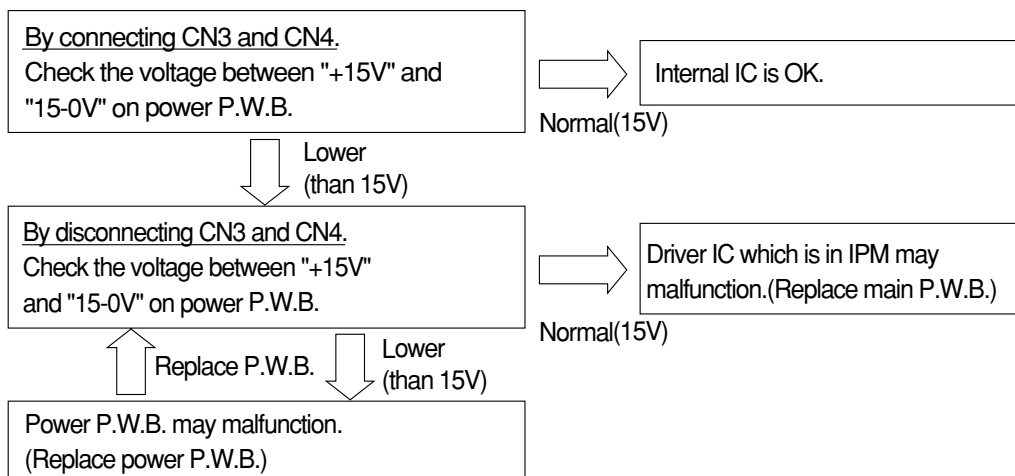 By connecting CN3 and CN4.
Check the voltage between "+15V" and
"15-0V" on power P.W.B.
Internal IC is OK.
Normal(15V)
Lower
(than 15V)
By disconnecting CN3 and CN4.
Check the voltage between "+15V"
and "15-0V" on power P.W.B.
Driver IC which is in IPM may
malfunction.(Replace main P.W.B.)
Normal(15V)
Replace P.W.B.
Lower
(than 15V)
Power P.W.B. may malfunction.
(Replace power P.W.B.)